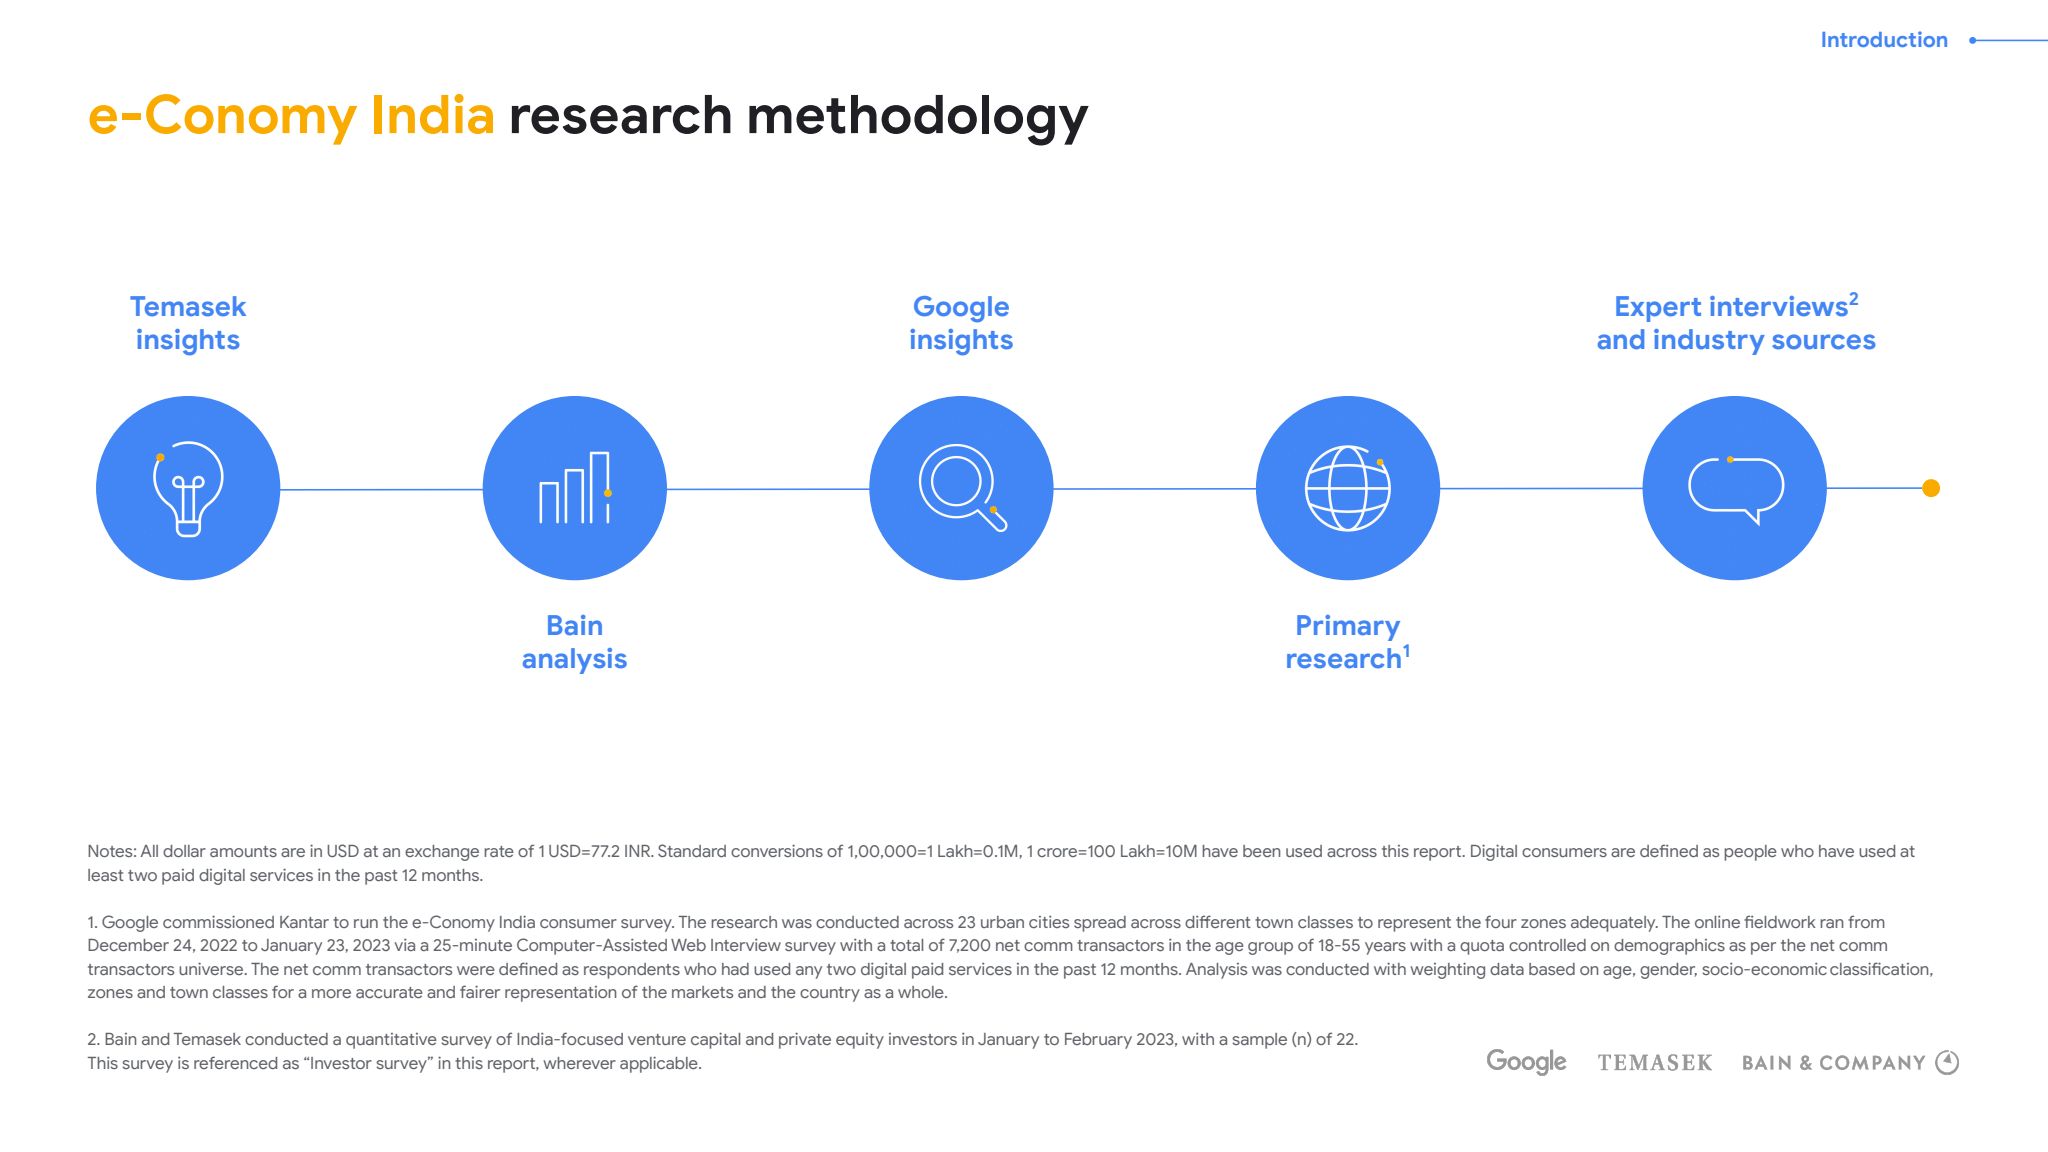 Introduction
e-Conomy India research methodology
Temasek
insights
Google
insights
Expert interviews²
and industry sources
Bain
analysis
Primary
research¹
Notes: All dollar amounts are in USD at an exchange rate of 1 USD=77.2 INR. Standard conversions of 1,00,000=1 Lakh=0.1M, 1 crore=100 Lakh=10M have been used across this report. Digital consumers are defined as people who have used at
least two paid digital services in the past 12 months.
1. Google commissioned Kantar to run the e-Conomy India consumer survey. The research was conducted across 23 urban cities spread across different town classes to represent the four zones adequately. The online fieldwork ran from
December 24, 2022 to January 23, 2023 via a 25-minute Computer-Assisted Web Interview survey with a total of 7,200 net comm transactors in the age group of 18-55 years with a quota controlled on demographics as per the net comm
transactors universe. The net comm transactors were defined as respondents who had used any two digital paid services in the past 12 months. Analysis was conducted with weighting data based on age, gender, socio-economic classification,
zones and town classes for a more accurate and fairer representation of the markets and the country as a whole.
2. Bain and Temasek conducted a quantitative survey of India-focused venture capital and private equity investors in January to February 2023, with a sample (n) of 22.
This survey is referenced as “Investor survey” in this report, wherever applicable.
Google TEMASEK BAIN & COMPANY